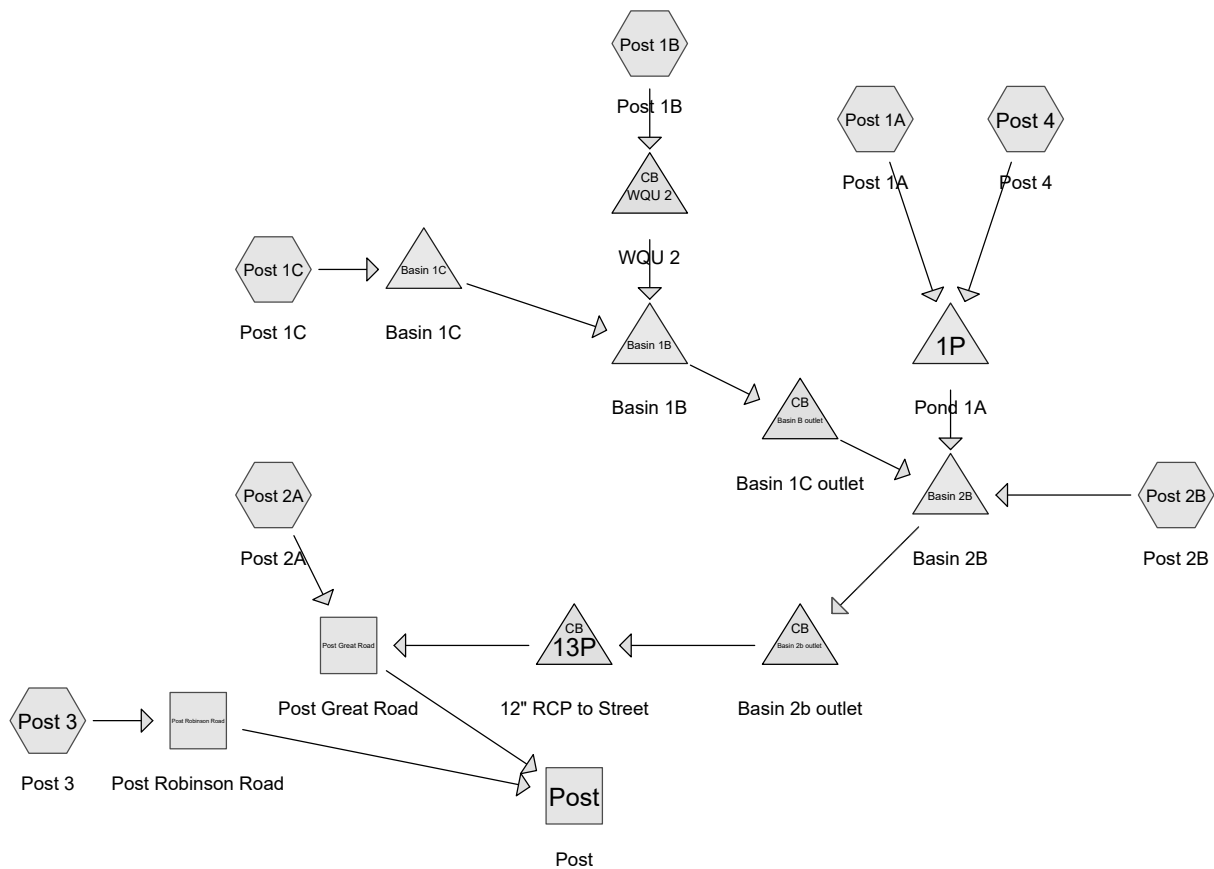 Post 1B
Post 1B
Post 1A
Post 4
Post 1A
Post 4
CB
WQU 2
WQU 2
Post 1C
Basin 1C
Post 1C
Basin 1C
Basin 1B
Basin 1B
1P
Pond 1A
CB
Basin B outlet
Basin 1C outlet
Post 2A
Post 2A
Basin 2B
Basin 2B
Post 2B
Post 2B
Post Great Road
Post Great Road
CB
13P
12" RCP to Street
CB
Basin 2b outlet
Basin 2b outlet
Post 3
Post 3
Post Robinson Road
Post Robinson Road
Post
Post